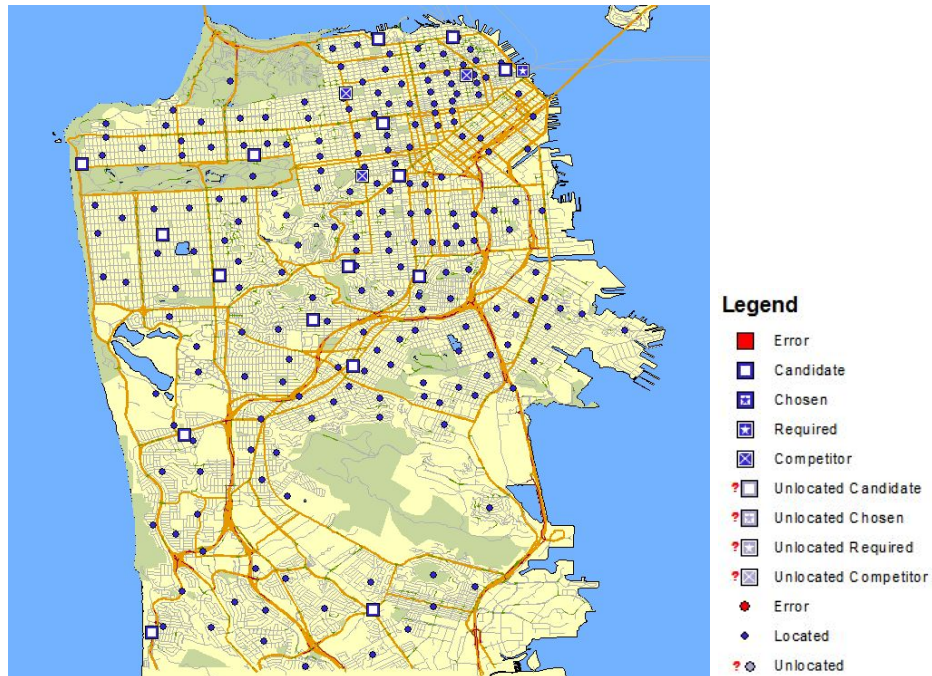 Legend
Error
Candidate
Chosen
Required
Competitor
? Unlocated Candidate
? Unlocated Chosen
? Unlocated Required
? Unlocated Competitor
Error
Located
? Unlocated